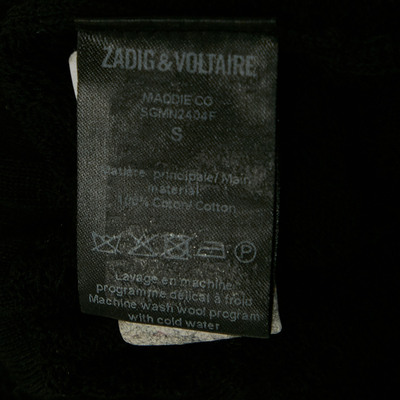 ZADIG & VOLTAIRE
MADDIE CO
SGMN2404F
S
Matière principale/ Main
material
100% Coton/ Cotton
P
Lavage en machine
programme délicat à froid
Machine wash wool program
with cold water